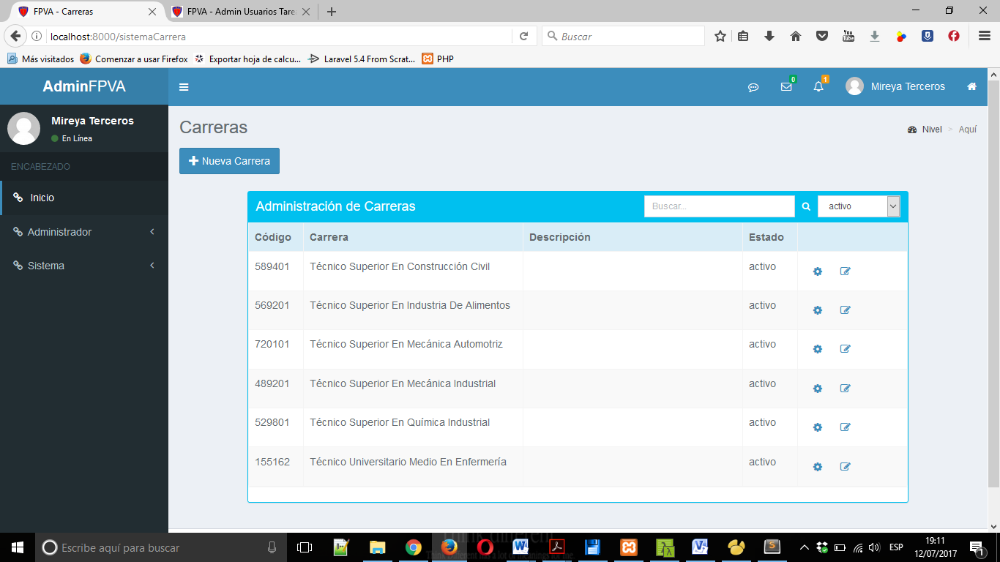 FPVA - Carreras
FPVA - Admin Usuarios Tare
localhost:8000/sistemaCarrera
Buscar
You Tube
Más visitados
Comenzar a usar Firefox
Exportar hoja de calcu...
Laravel 5.4 From Scrat...
PHP
AdminFPVA
0
1
Mireya Terceros
Mireya Terceros
En Línea
Carreras
Nivel > Aquí
ENCABEZADO
Nueva Carrera
Inicio
Administración de Carreras
Buscar...
activo
Administrador
Código Carrera Descripción Estado
Sistema
589401 Técnico Superior En Construcción Civil activo
569201 Técnico Superior En Industria De Alimentos activo
720101 Técnico Superior En Mecánica Automotriz activo
489201 Técnico Superior En Mecánica Industrial activo
529801 Técnico Superior En Química Industrial activo
155162 Técnico Universitario Medio En Enfermería activo
Escribe aquí para buscar
ESP
19:11
12/07/2017
1